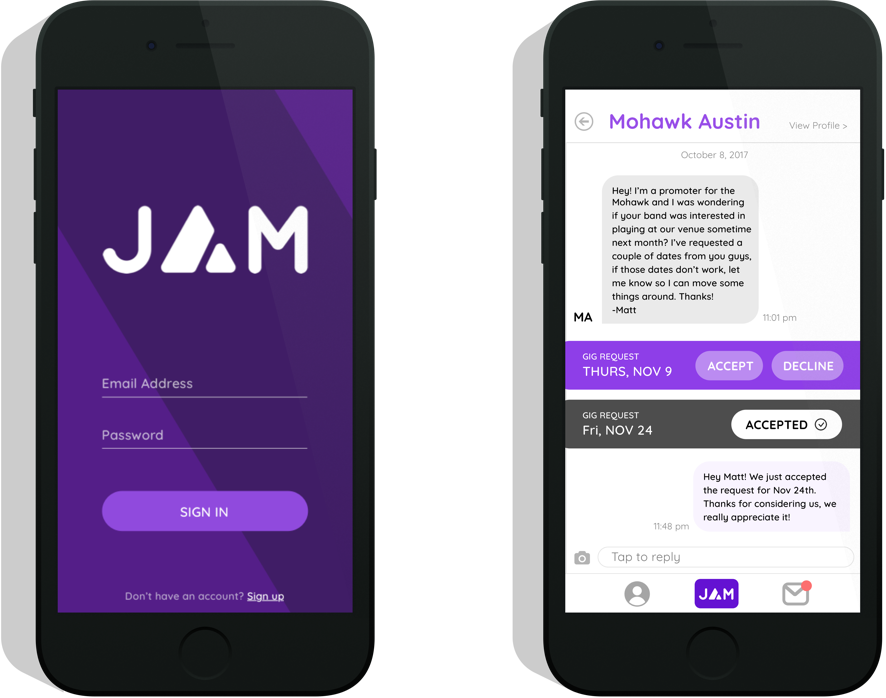 JAM
Email Address
Password
SIGN IN
Don't have an account? Sign up
Mohawk Austin
View Profile >
October 8, 2017
Hey! I'm a promoter for the
Mohawk and I was wondering
if your band was interested in
playing at our venue sometime
next month? I've requested a
couple of dates from you guys,
if those dates don't work, let
me know so I can move some
things around. Thanks!
-Matt
MA
11:01 pm
GIG REQUEST
THURS, NOV 9
ACCEPT
DECLINE
GIG REQUEST
Fri, NOV 24
ACCEPTED
Hey Matt! We just accepted
the request for Nov 24th.
Thanks for considering us, we
really appreciate it!
11:48 pm
Tap to reply
JAM